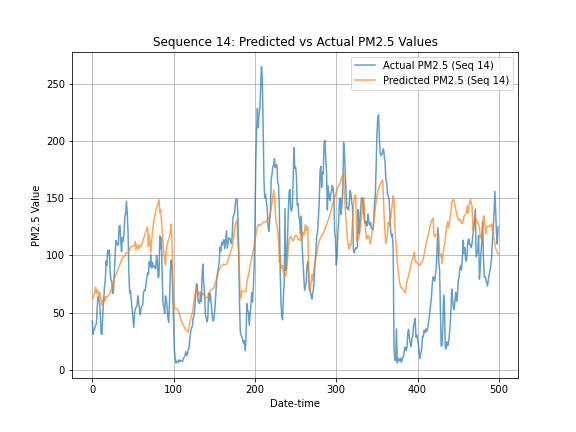 Sequence 14: Predicted vs Actual PM2.5 Values
Actual PM2.5 (Seq 14)
Predicted PM2.5 (Seq 14)
PM2.5 Value
250
200
150
100
50
0
0 100 200 300 400 500
Date-time